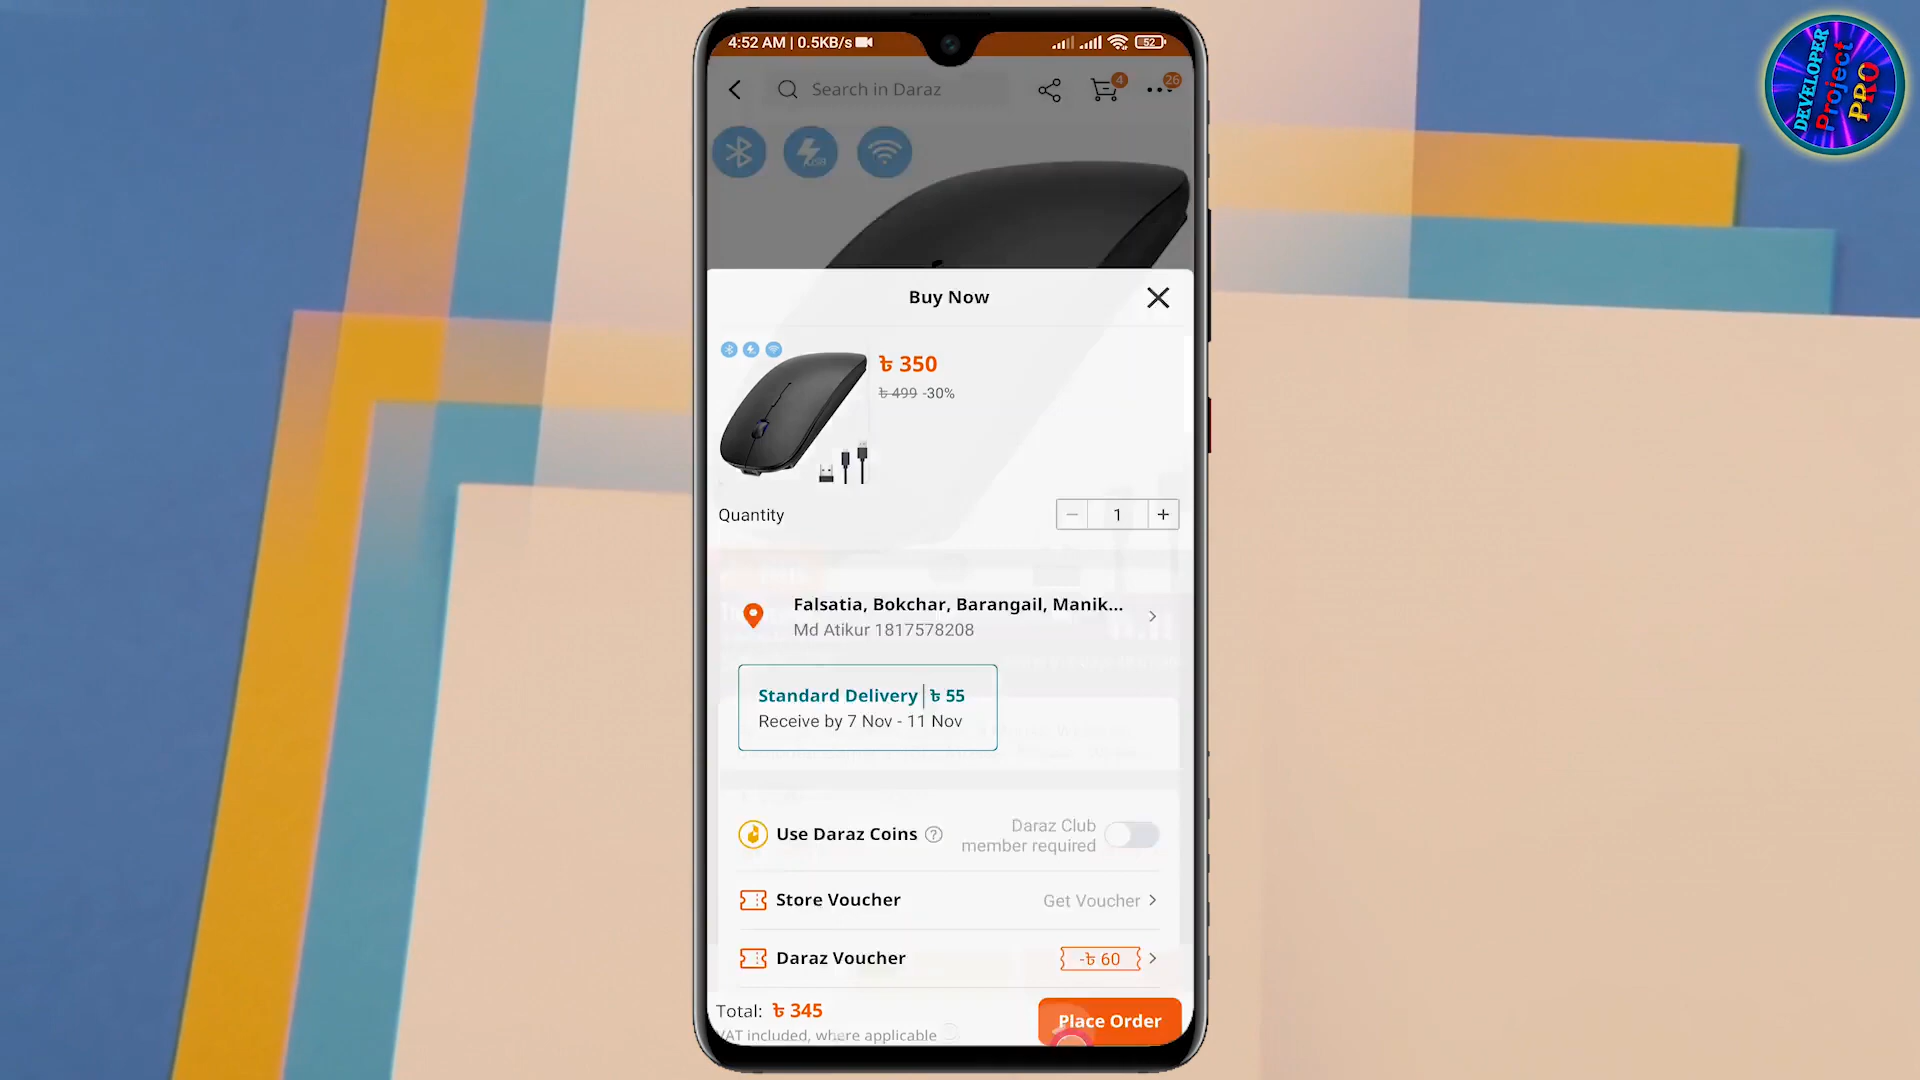 4:52 AM | 0.5KB/s
52
DEVELOPER
Project
PRO
Search in Daraz
4
26
USB
Buy Now
৳ 350
৳ 499 -30%
Quantity
1
Falsatia, Bokchar, Barangail, Manik...
Md Atikur 1817578208
Standard Delivery | ৳ 55
Receive by 7 Nov - 11 Nov
Use Daraz Coins
Daraz Club
member required
Store Voucher
Get Voucher
Daraz Voucher
-৳ 60
Total: ৳ 345
VAT included, where applicable
Place Order